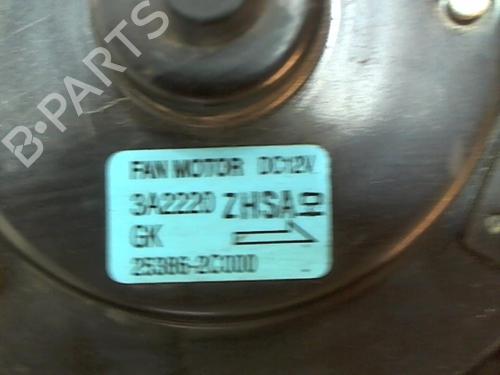 B-PARTS
FAN MOTOR DC12V
3A2220 ZHSA
GK
25386-2C000